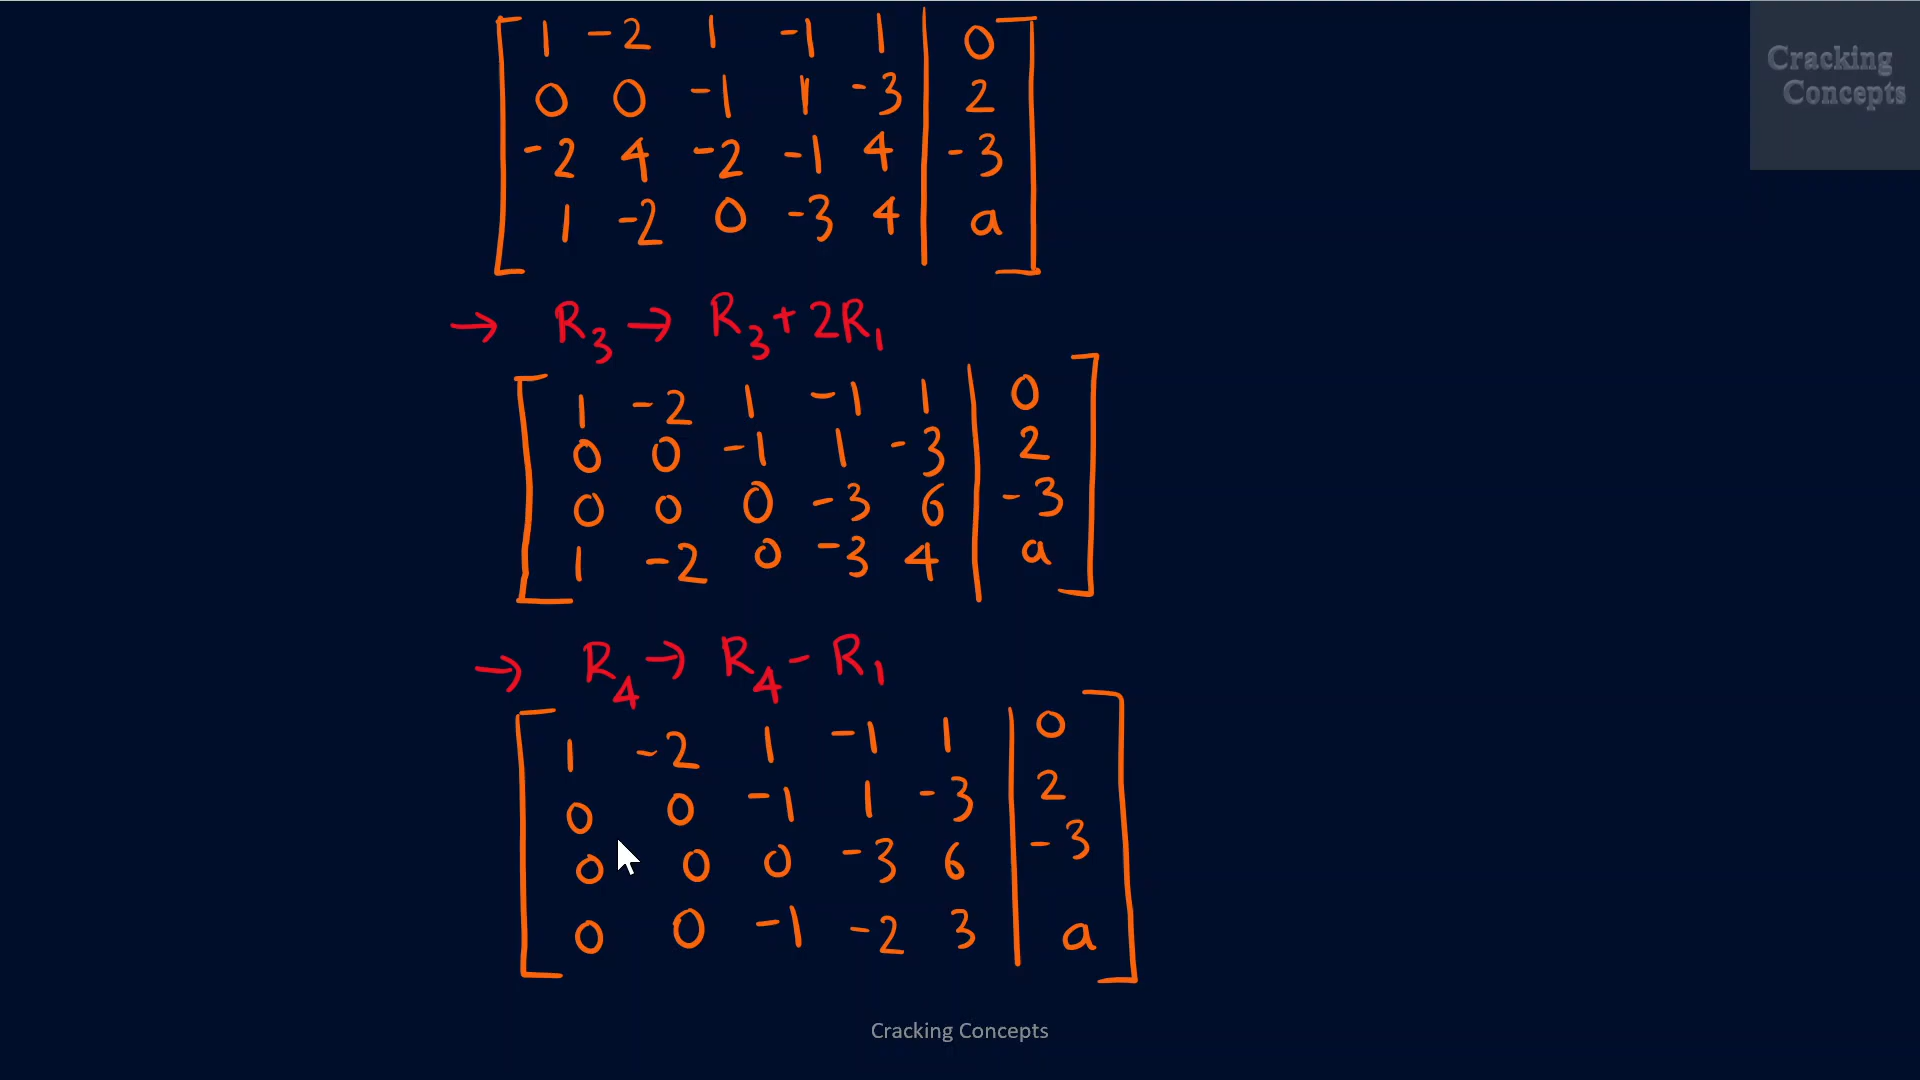 1 -2 1 -1 1 | 0
0 0 -1 1 -3 | 2
-2 4 -2 -1 4 | -3
1 -2 0 -3 4 | a
→ R₃ → R₃ + 2R₁
1 -2 1 -1 1 | 0
0 0 -1 1 -3 | 2
0 0 0 -3 6 | -3
1 -2 0 -3 4 | a
→ R₄ → R₄ - R₁
1 -2 1 -1 1 | 0
0 0 -1 1 -3 | 2
0 0 0 -3 6 | -3
0 0 -1 -2 3 | a
Cracking
Concepts
Cracking Concepts